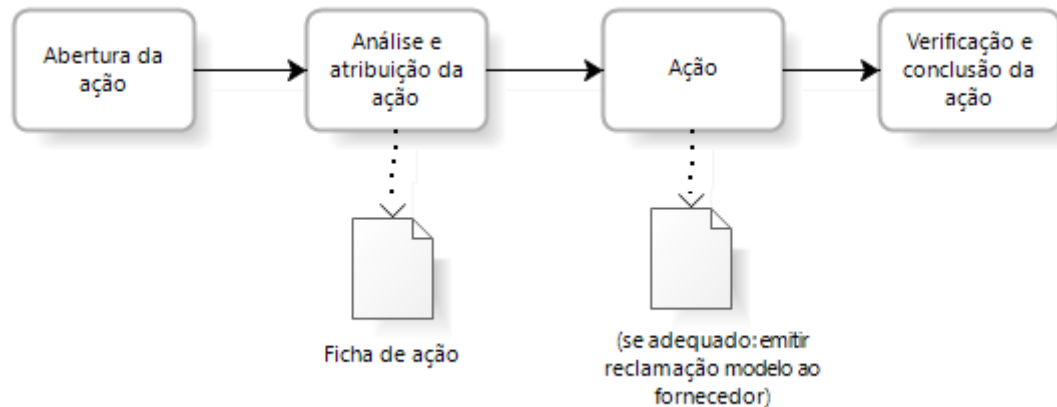 Abertura da
ação
Análise e
atribuição da
ação
Ação
Verificação e
conclusão da
ação
Ficha de ação
(se adequado: emitir
reclamação modelo ao
fornecedor)